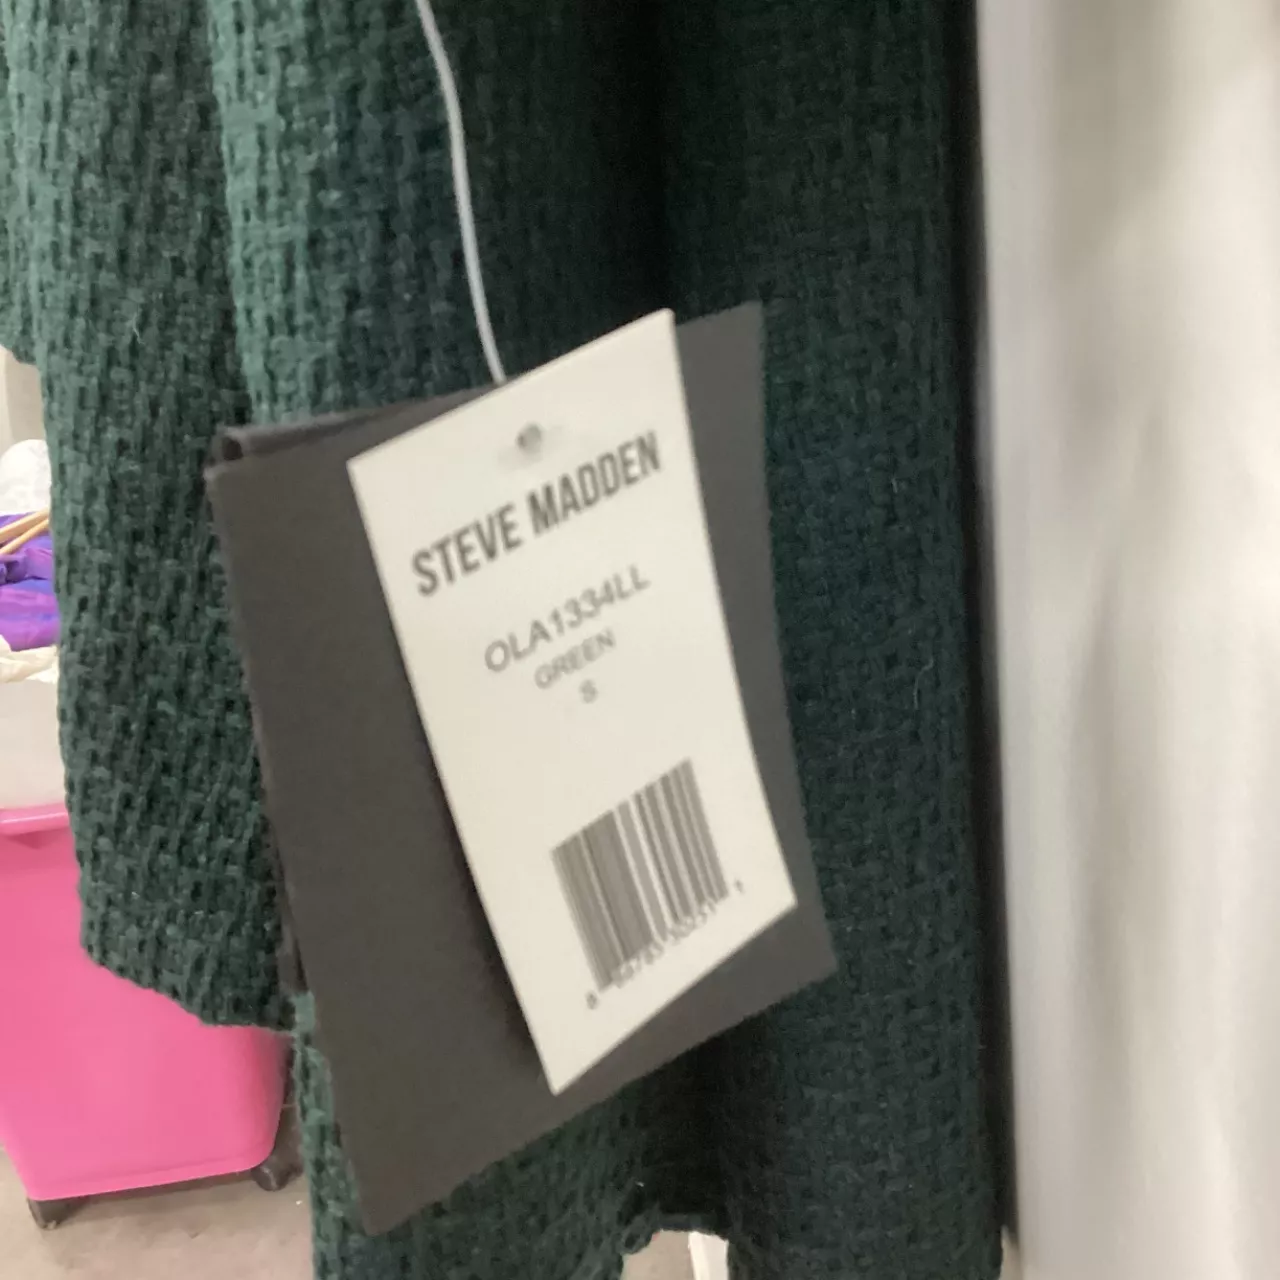 STEVE MADDEN
OLA1334LL
GREEN
S